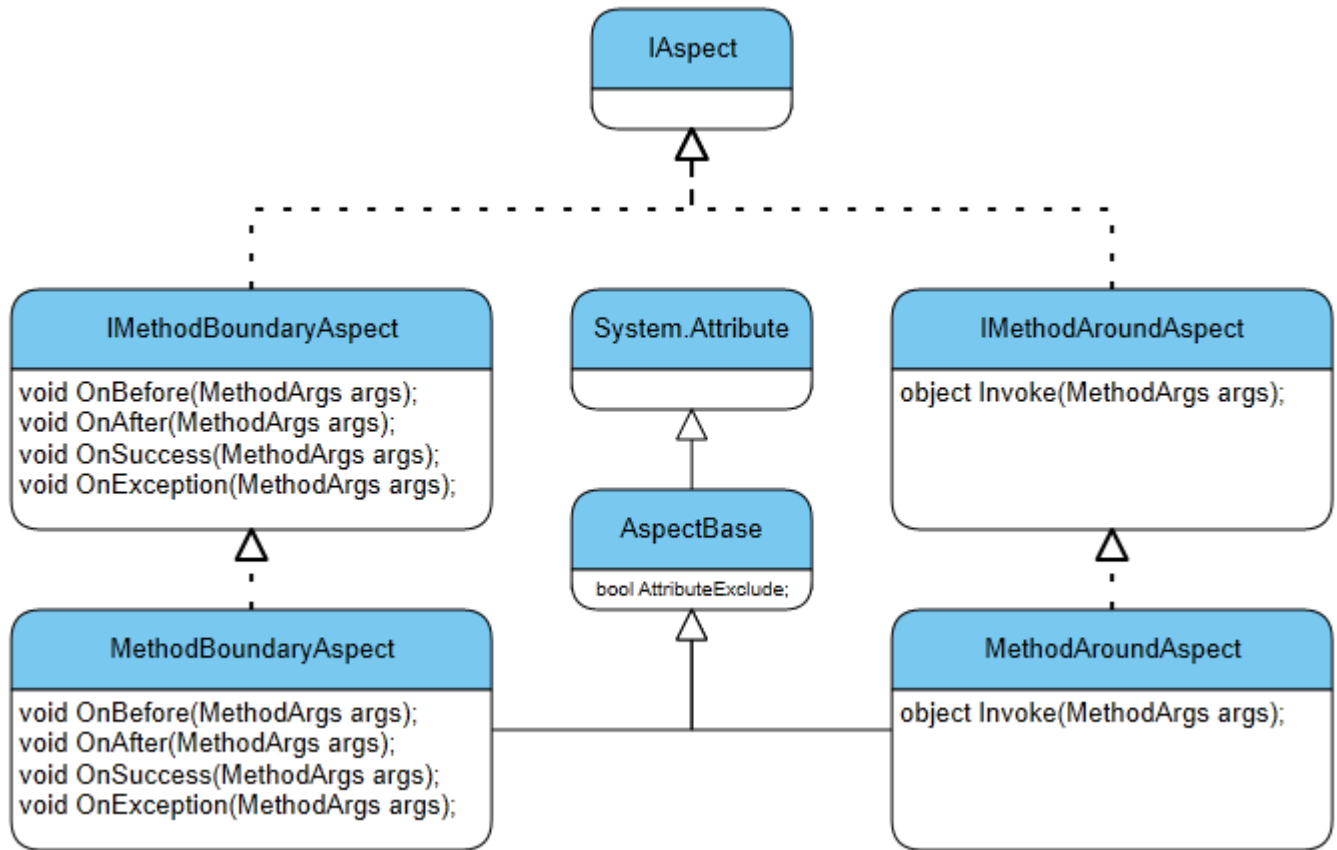 IAspect
IMethodBoundaryAspect
void OnBefore(MethodArgs args);
void OnAfter(MethodArgs args);
void OnSuccess(MethodArgs args);
void OnException(MethodArgs args);
System.Attribute
IMethodAroundAspect
object Invoke(MethodArgs args);
AspectBase
bool AttributeExclude;
MethodBoundaryAspect
void OnBefore(MethodArgs args);
void OnAfter(MethodArgs args);
void OnSuccess(MethodArgs args);
void OnException(MethodArgs args);
MethodAroundAspect
object Invoke(MethodArgs args);